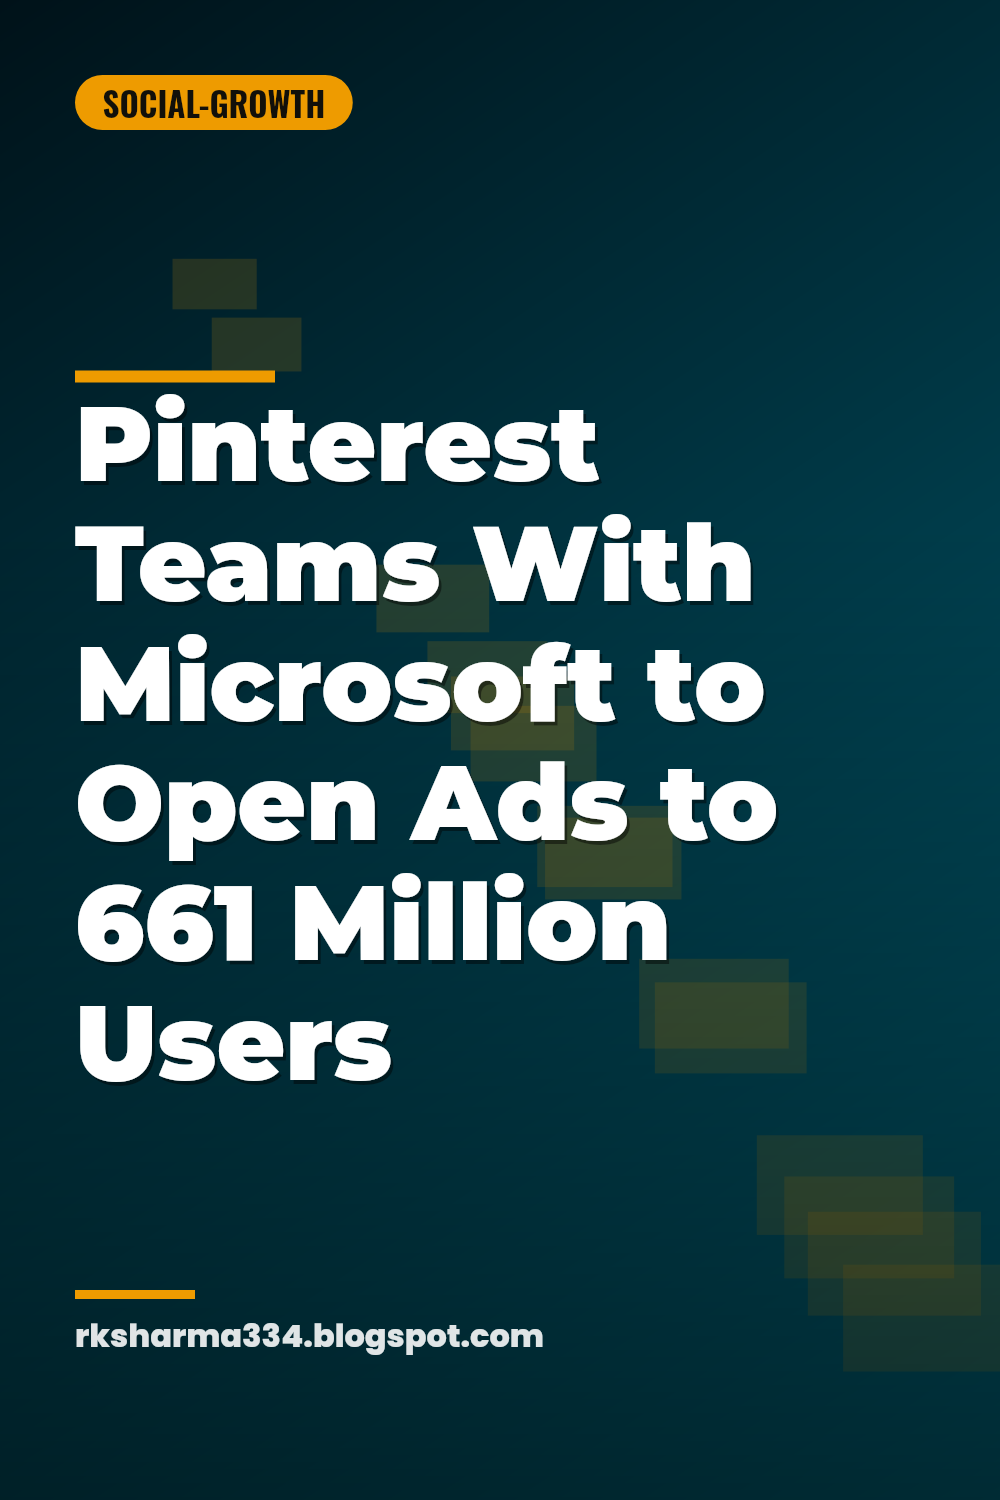 SOCIAL-GROWTH
Pinterest
Teams With
Microsoft to
Open Ads to
661 Million
Users
rksharma334.blogspot.com